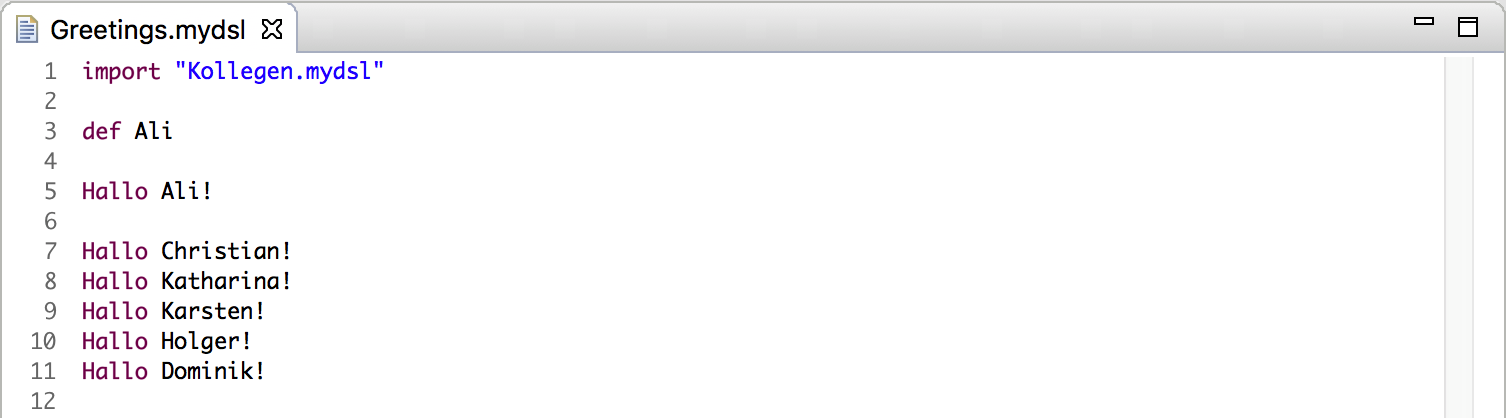 Greetings.mydsl
1 import "Kollegen.mydsl"
2
3 def Ali
4
5 Hallo Ali!
6
7 Hallo Christian!
8 Hallo Katharina!
9 Hallo Karsten!
10 Hallo Holger!
11 Hallo Dominik!
12